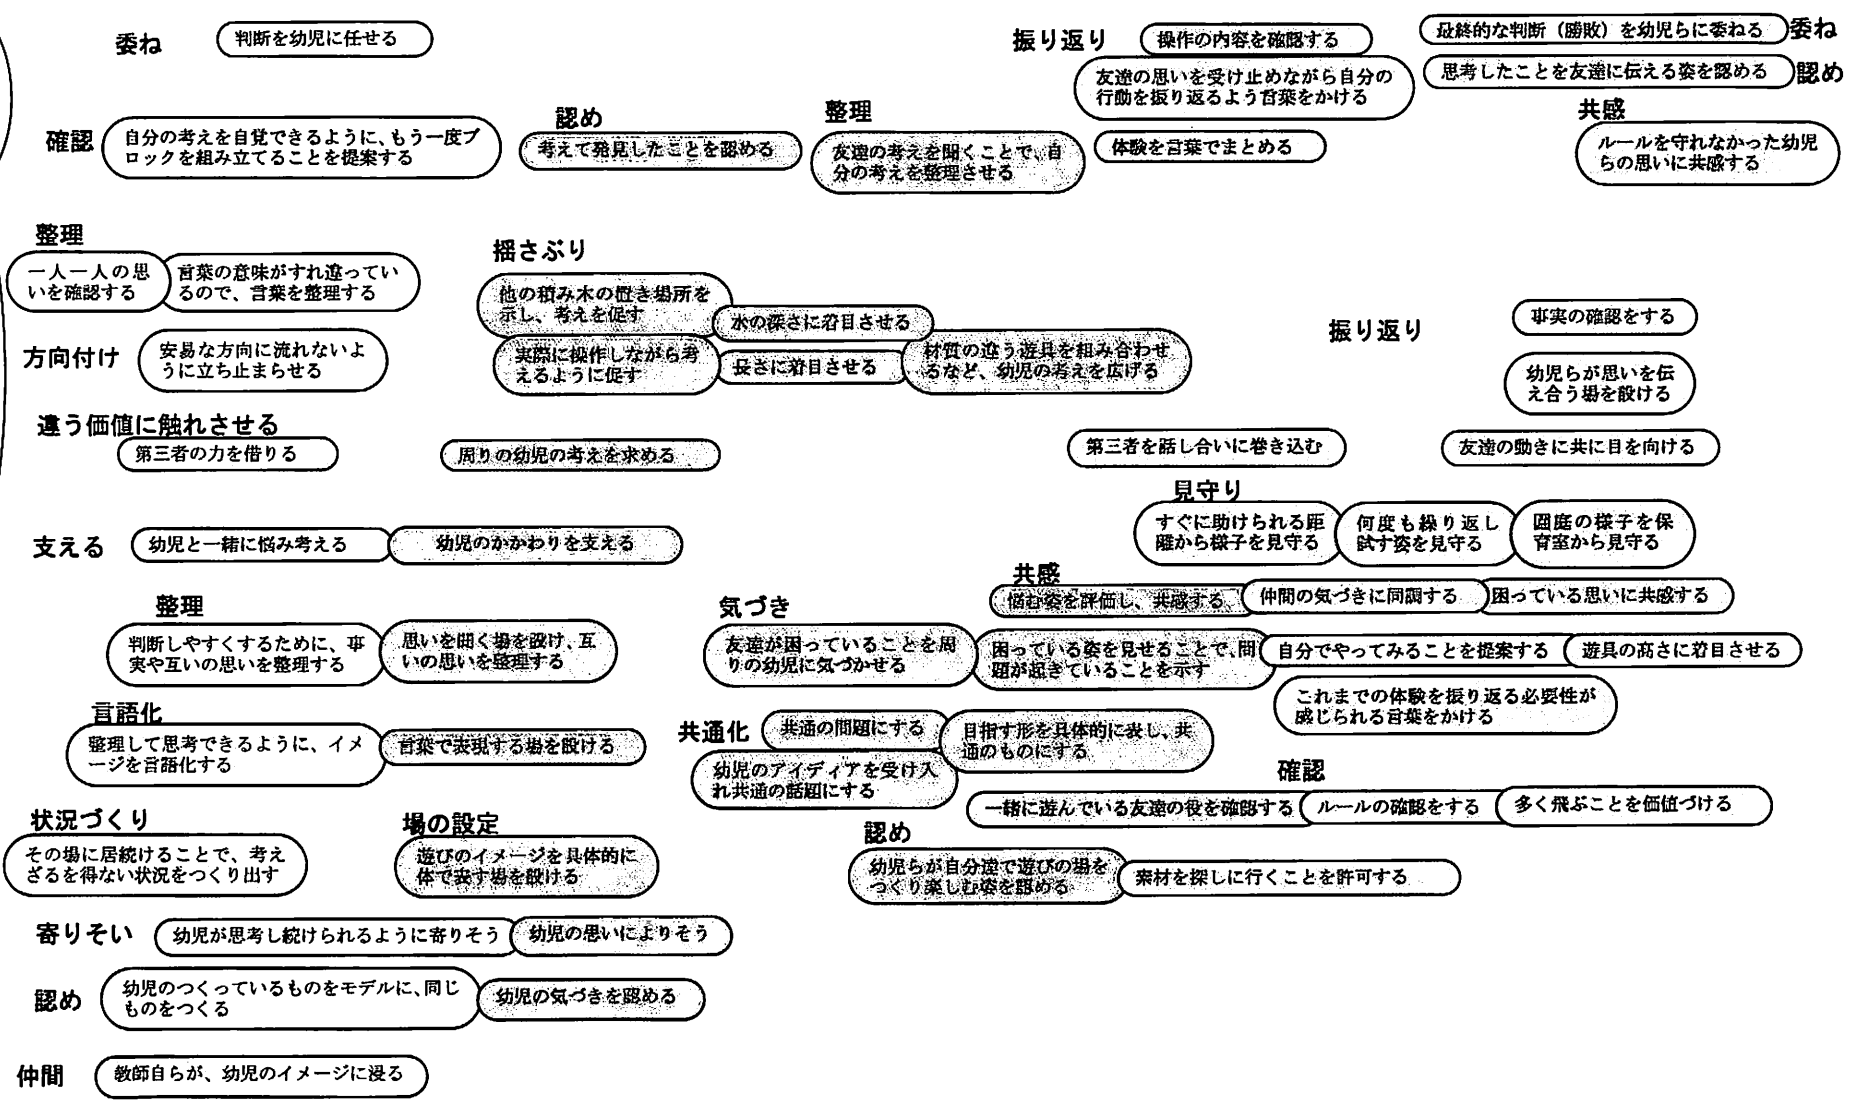 委ね
判断を幼児に任せる
振り返り
操作の内容を確認する
最終的な判断（勝敗）を幼児らに委ねる
委ね
友達の思いを受け止めながら自分の
行動を振り返るよう言葉をかける
思考したことを友達に伝える姿を認める
認め
確認
自分の考えを自覚できるように、もう一度ブ
ロックを組み立てることを提案する
認め
考えて発見したことを認める
整理
友達の考えを聞くことで、自
分の考えを整理させる
体験を言葉でまとめる
共感
ルールを守れなかった幼児
らの思いに共感する
整理
一人一人の思
いを確認する
言葉の意味がすれ違ってい
るので、言葉を整理する
揺さぶり
他の積み木の置き場所を
示し、考えを促す
水の深さに着目させる
方向付け
安易な方向に流れないよ
うに立ち止まらせる
実際に操作しながら考
えるように促す
長さに着目させる
材質の違う遊具を組み合わせ
るなど、幼児の考えを広げる
振り返り
事実の確認をする
幼児らが思いを伝
え合う場を設ける
違う価値に触れさせる
第三者の力を借りる
周りの幼児の考えを求める
第三者を話し合いに巻き込む
友達の動きに共に目を向ける
見守り
すぐに助けられる距
離から様子を見守る
何度も繰り返し
試す姿を見守る
園庭の様子を保
育室から見守る
支える
幼児と一緒に悩み考える
幼児のかかわりを支える
共感
悩む姿を評価し、共感する
仲間の気づきに同調する
困っている思いに共感する
整理
判断しやすくするために、事
実や互いの思いを整理する
思いを聞く場を設け、互
いの思いを整理する
気づき
友達が困っていることを周
りの幼児に気づかせる
困っている姿を見せることで、問
題が起きていることを示す
自分でやってみることを提案する
遊具の高さに着目させる
これまでの体験を振り返る必要性が
感じられる言葉をかける
言語化
整理して思考できるように、イメ
ージを言語化する
言葉で表現する場を設ける
共通化
共通の問題にする
目指す形を具体的に表し、共
通のものにする
幼児のアイディアを受け入
れ共通の話題にする
確認
一緒に遊んでいる友達の役を確認する
ルールの確認をする
多く飛ぶことを価値づける
状況づくり
その場に居続けることで、考え
ざるを得ない状況をつくり出す
場の設定
遊びのイメージを具体的に
体で表す場を設ける
認め
幼児らが自分達で遊びの場を
つくり楽しむ姿を認める
素材を探しに行くことを許可する
寄りそい
幼児が思考し続けられるように寄りそう
幼児の思いによりそう
認め
幼児のつくっているものをモデルに、同じ
ものをつくる
幼児の気づきを認める
仲間
教師自らが、幼児のイメージに浸る